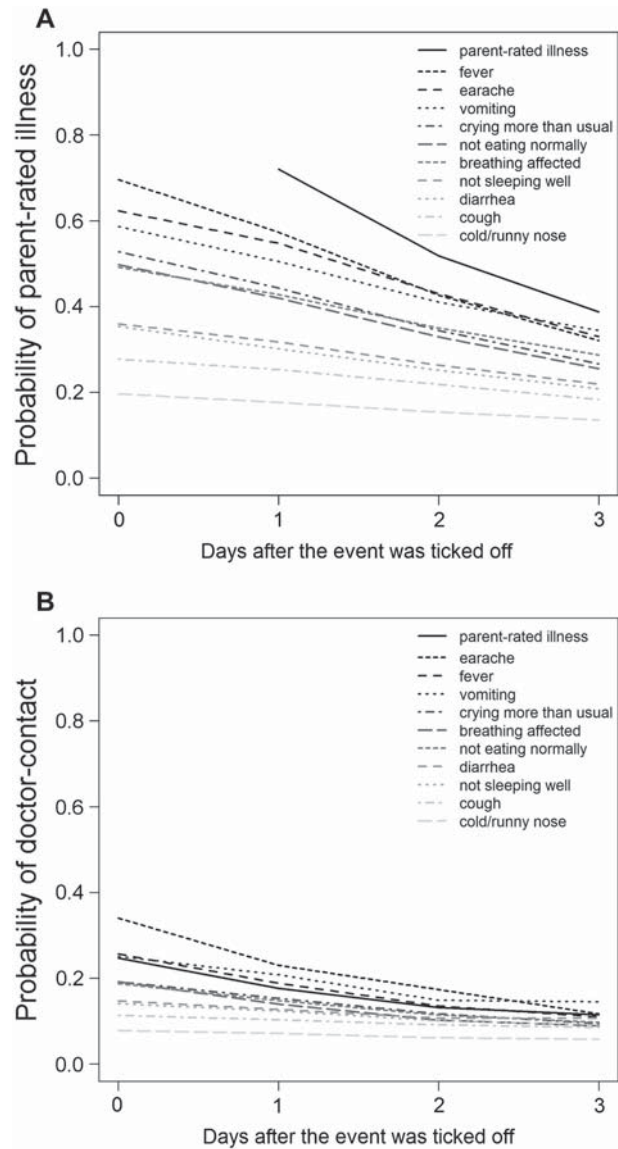 A
1.0
0.8
0.6
0.4
0.2
0.0
Probability of parent-rated illness
parent-rated illness
fever
earache
vomiting
crying more than usual
not eating normally
breathing affected
not sleeping well
diarrhea
cough
cold/runny nose
0 1 2 3
Days after the event was ticked off
B
1.0
0.8
0.6
0.4
0.2
0.0
Probability of doctor-contact
parent-rated illness
earache
fever
vomiting
crying more than usual
breathing affected
not eating normally
diarrhea
not sleeping well
cough
cold/runny nose
0 1 2 3
Days after the event was ticked off